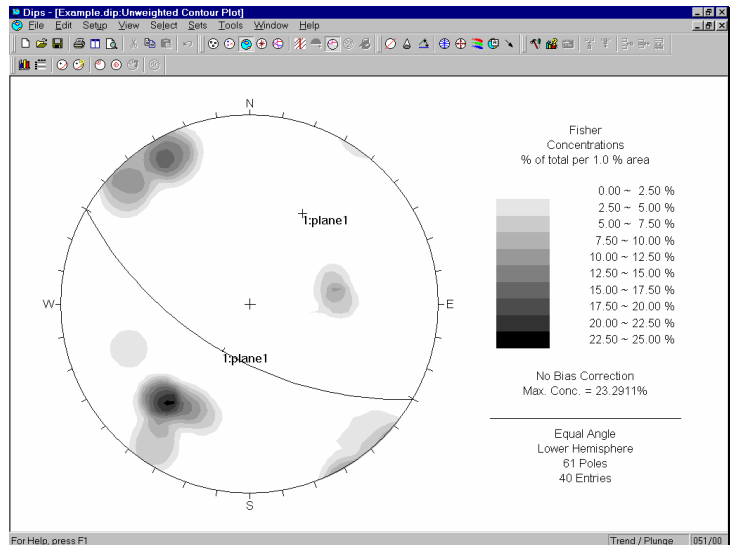 Dips - [Example.dip:Unweighted Contour Plot]
File Edit Setup View Select Sets Tools Window Help
N
W
E
S
1:plane1
1:plane1
Fisher
Concentrations
% of total per 1.0 % area
0.00 ~ 2.50 %
2.50 ~ 5.00 %
5.00 ~ 7.50 %
7.50 ~ 10.00 %
10.00 ~ 12.50 %
12.50 ~ 15.00 %
15.00 ~ 17.50 %
17.50 ~ 20.00 %
20.00 ~ 22.50 %
22.50 ~ 25.00 %
No Bias Correction
Max. Conc. = 23.2911%
Equal Angle
Lower Hemisphere
61 Poles
40 Entries
For Help, press F1
Trend / Plunge 051/00